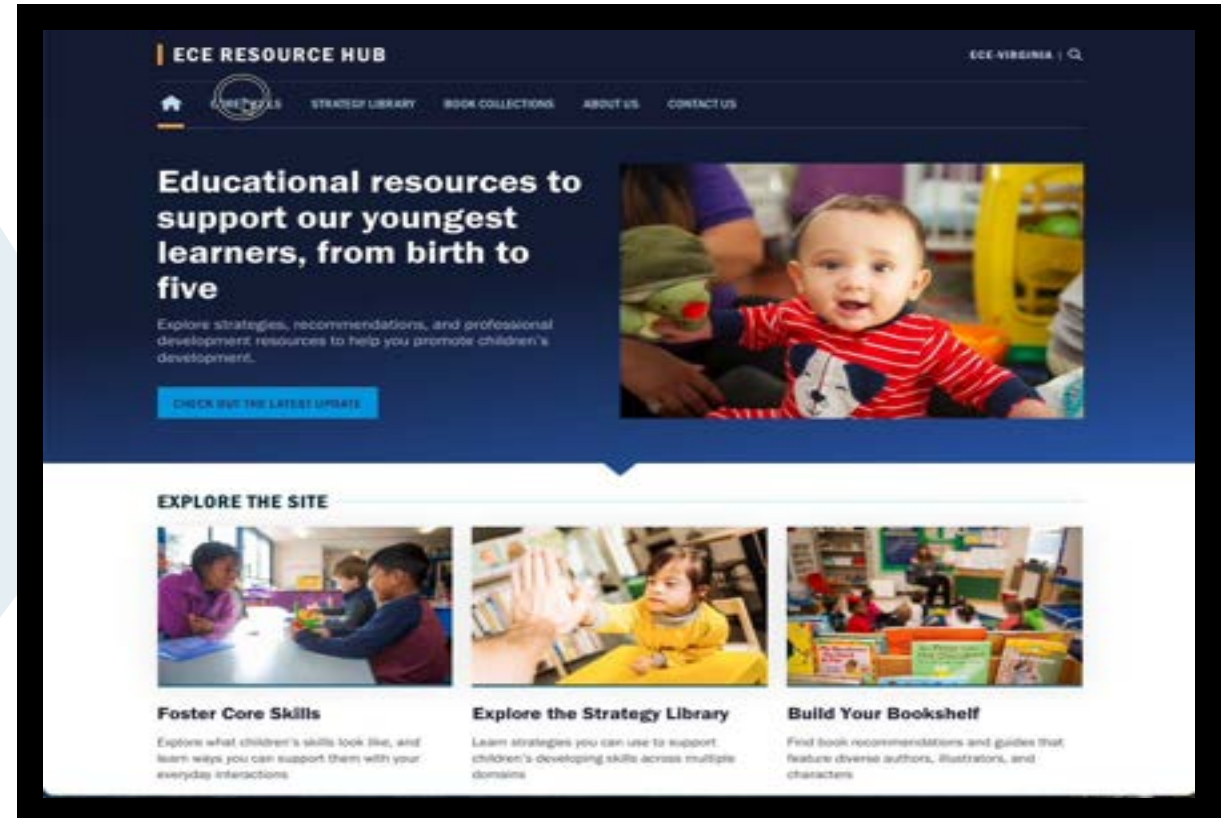 ECE RESOURCE HUB
ECE-VIRGINIA |
CORE SKILLS STRATEGY LIBRARY BOOK COLLECTIONS ABOUT US CONTACT US
Educational resources to
support our youngest
learners, from birth to
five
Explore strategies, recommendations, and professional
development resources to help you promote children's
development.
CHECK OUT THE LATEST UPDATE
EXPLORE THE SITE
Foster Core Skills
Explore what children's skills look like, and
learn ways you can support them with your
everyday interactions
Explore the Strategy Library
Learn strategies you can use to support
children's developing skills across multiple
domains
Build Your Bookshelf
Find book recommendations and guides that
feature diverse authors, illustrators, and
characters